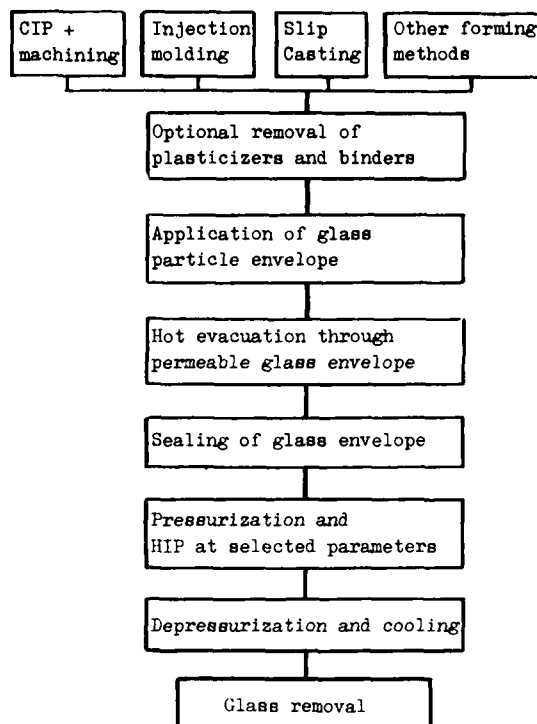 CIP +
machining
Injection
molding
Slip
Casting
Other forming
methods
Optional removal of
plasticizers and binders
Application of glass
particle envelope
Hot evacuation through
permeable glass envelope
Sealing of glass envelope
Pressurization and
HIP at selected parameters
Depressurization and cooling
Glass removal